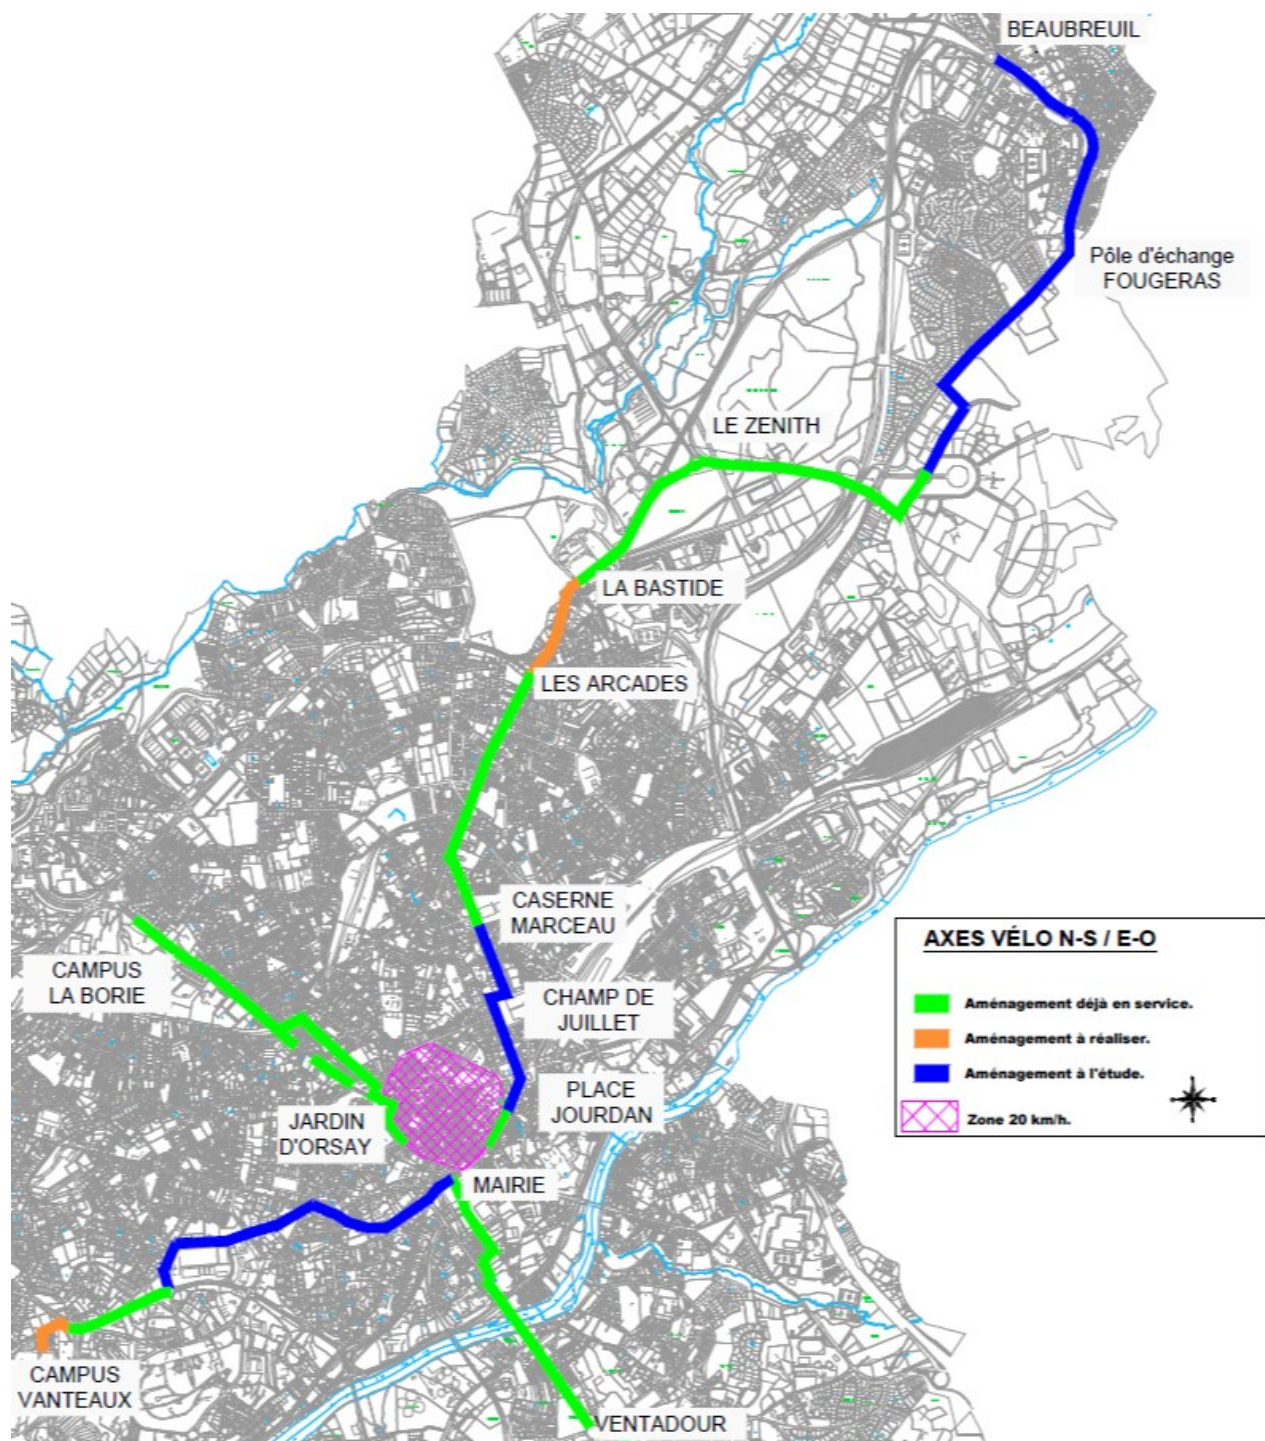 BEAUBREUIL
Pôle d'échange
FOUGERAS
LE ZENITH
LA BASTIDE
LES ARCADES
CASERNE
MARCEAU
CAMPUS
LA BORIE
CHAMP DE
JUILLET
PLACE
JOURDAN
JARDIN
D'ORSAY
MAIRIE
CAMPUS
VANTEAUX
VENTADOUR
AXES VÉLO N-S / E-O
Aménagement déjà en service.
Aménagement à réaliser.
Aménagement à l'étude.
Zone 20 km/h.